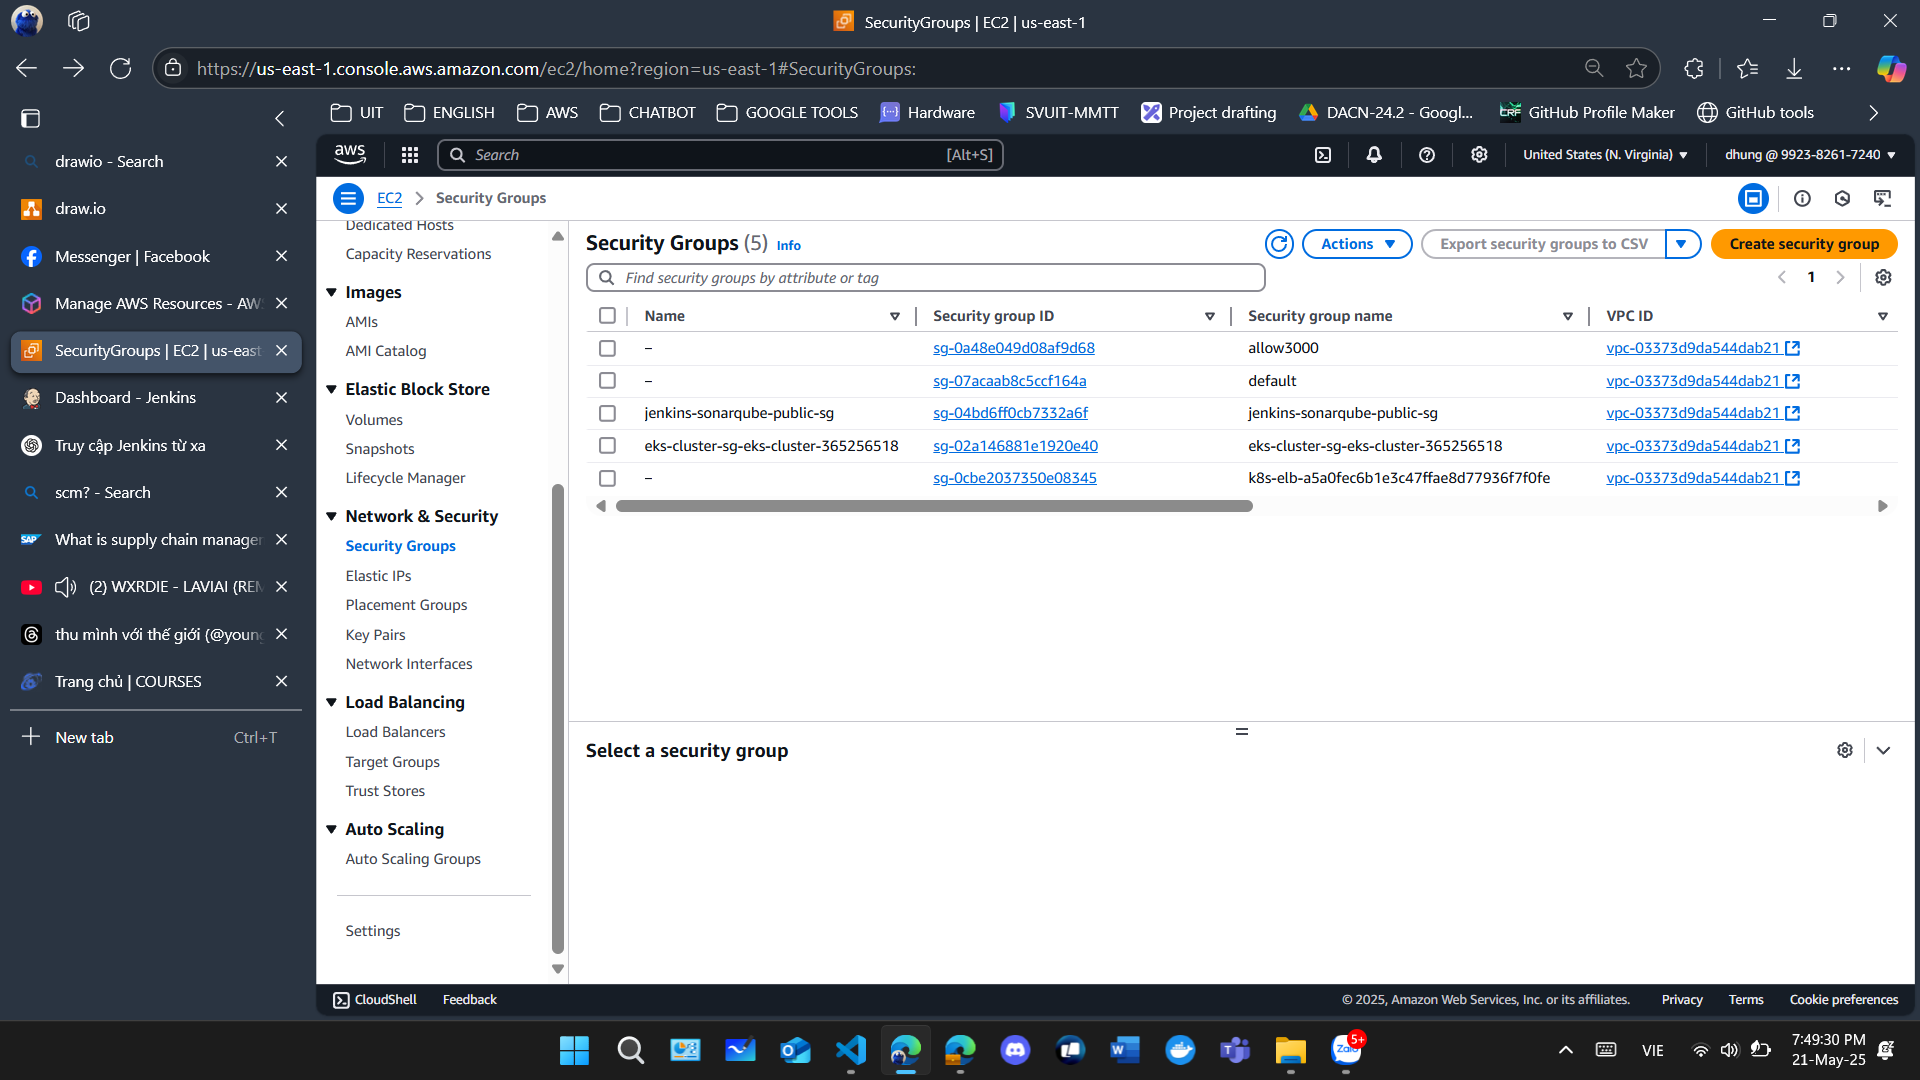 SecurityGroups | EC2 | us-east-1
https://us-east-1.console.aws.amazon.com/ec2/home?region=us-east-1#SecurityGroups:
UIT
ENGLISH
AWS
CHATBOT
GOOGLE TOOLS
Hardware
SVUIT-MMTT
Project drafting
DACN-24.2 - Googl...
GitHub Profile Maker
GitHub tools
drawio - Search
draw.io
Messenger | Facebook
Manage AWS Resources - AWS
SecurityGroups | EC2 | us-east
Dashboard - Jenkins
Truy cập Jenkins từ xa
scm? - Search
What is supply chain manager
(2) WXRDIE - LAVIAI (REM
thu mình với thế giới (@young
Trang chủ | COURSES
New tab
Ctrl+T
aws
Search
[Alt+S]
United States (N. Virginia)
dhung @ 9923-8261-7240
EC2
Security Groups
Dedicated Hosts
Capacity Reservations
Images
AMIs
AMI Catalog
Elastic Block Store
Volumes
Snapshots
Lifecycle Manager
Network & Security
Security Groups
Elastic IPs
Placement Groups
Key Pairs
Network Interfaces
Load Balancing
Load Balancers
Target Groups
Trust Stores
Auto Scaling
Auto Scaling Groups
Settings
Security Groups (5) Info
Actions
Export security groups to CSV
Create security group
Find security groups by attribute or tag
1
Name Security group ID Security group name VPC ID
– sg-0a48e049d08af9d68 allow3000 vpc-03373d9da544dab21
– sg-07acaab8c5ccf164a default vpc-03373d9da544dab21
jenkins-sonarqube-public-sg sg-04bd6ff0cb7332a6f jenkins-sonarqube-public-sg vpc-03373d9da544dab21
eks-cluster-sg-eks-cluster-365256518 sg-02a146881e1920e40 eks-cluster-sg-eks-cluster-365256518 vpc-03373d9da544dab21
– sg-0cbe2037350e08345 k8s-elb-a5a0fec6b1e3c47ffae8d77936f7f0fe vpc-03373d9da544dab21
Select a security group
CloudShell
Feedback
© 2025, Amazon Web Services, Inc. or its affiliates.
Privacy
Terms
Cookie preferences
Zalo
5+
VIE
7:49:30 PM
21-May-25